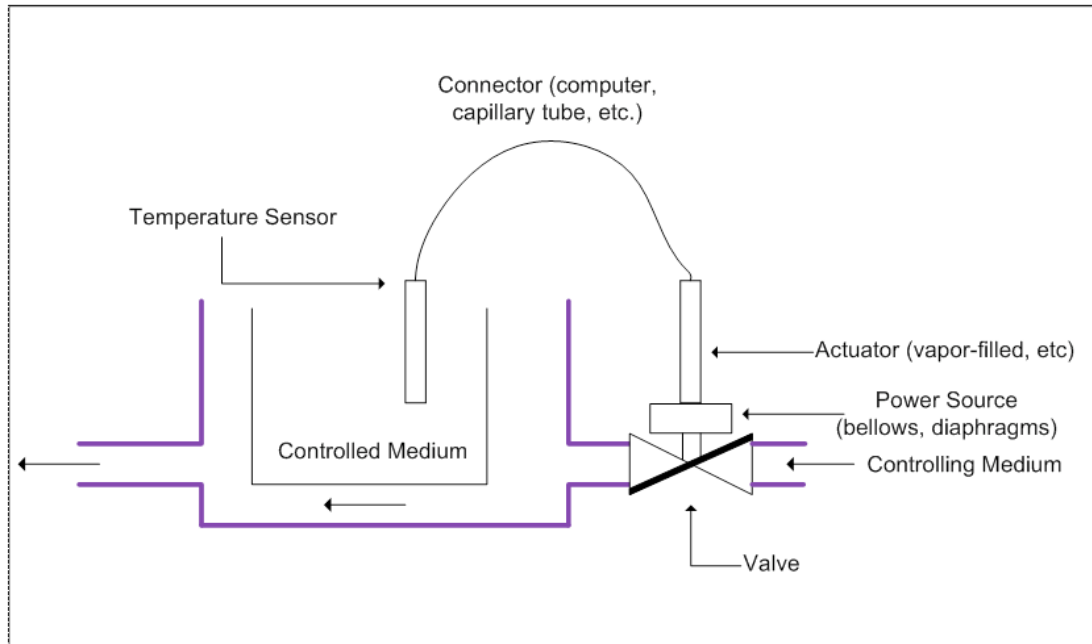 Connector (computer,
capillary tube, etc.)
Temperature Sensor
Actuator (vapor-filled, etc)
Power Source
(bellows, diaphragms)
Controlled Medium
Controlling Medium
Valve